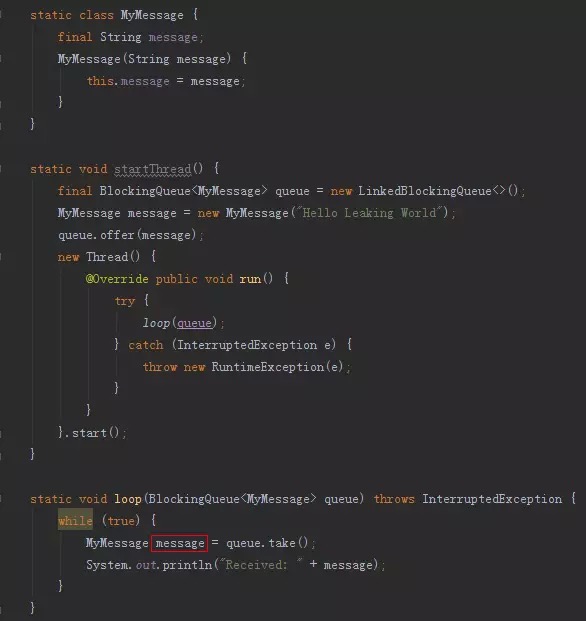 static class MyMessage {
    final String message;
    MyMessage(String message) {
        this.message = message;
    }
}
static void startThread() {
    final BlockingQueue<MyMessage> queue = new LinkedBlockingQueue<>();
    MyMessage message = new MyMessage("Hello Leaking World");
    queue.offer(message);
    new Thread() {
        @Override public void run() {
            try {
                loop(queue);
            } catch (InterruptedException e) {
                throw new RuntimeException(e);
            }
        }
    }.start();
}
static void loop(BlockingQueue<MyMessage> queue) throws InterruptedException {
    while (true) {
        MyMessage message = queue.take();
        System.out.println("Received: " + message);
    }
}